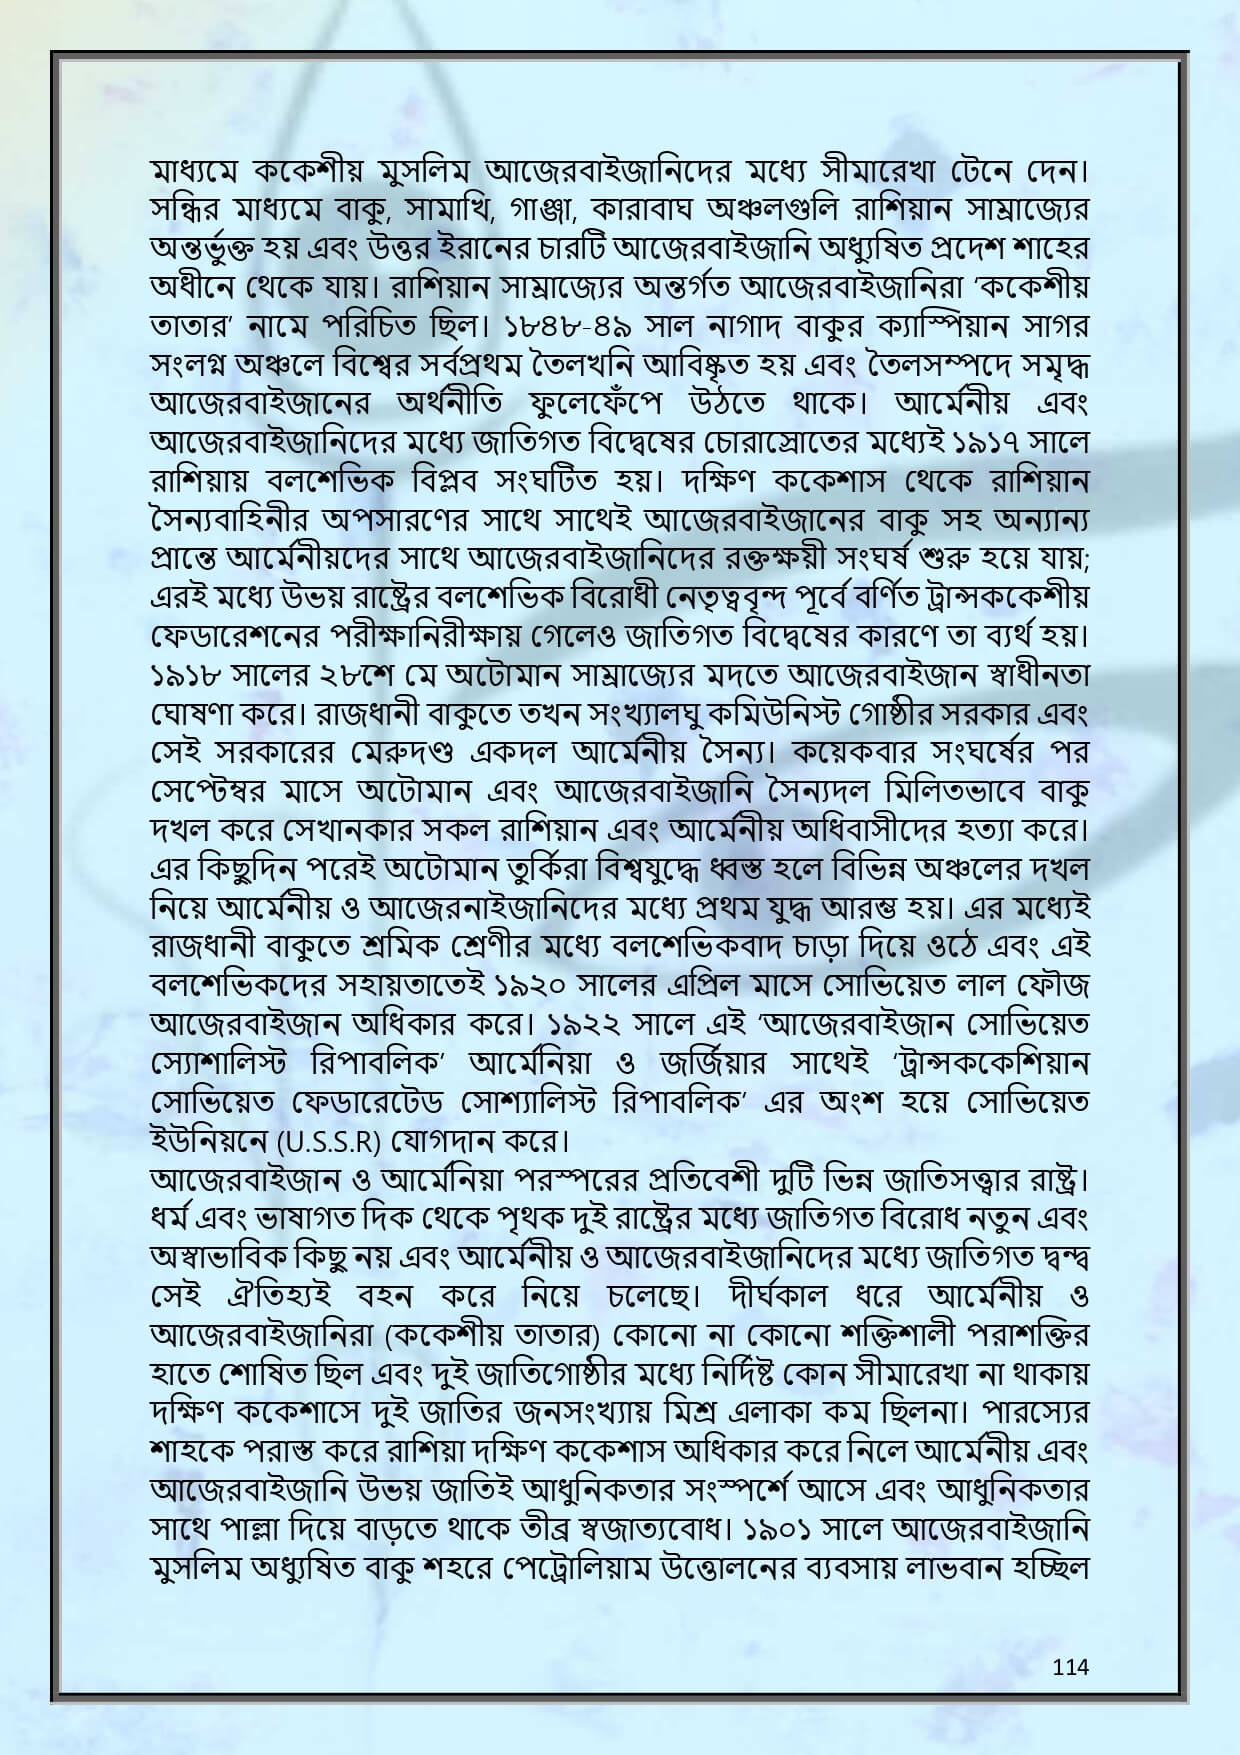 মাধ্যমে ককেশীয় মুসলিম আজেরবাইজানিদের মধ্যে সীমারেখা টেনে দেন।
সন্ধির মাধ্যমে বাকু, সামাখি, গাঞ্জা, কারাবাঘ অঞ্চলগুলি রাশিয়ান সাম্রাজ্যের
অন্তর্ভুক্ত হয় এবং উত্তর ইরানের চারটি আজেরবাইজানি অধ্যুষিত প্রদেশ শাহের
অধীনে থেকে যায়। রাশিয়ান সাম্রাজ্যের অন্তর্গত আজেরবাইজানিরা ‘ককেশীয়
তাতার’ নামে পরিচিত ছিল। ১৮৪৮-৪৯ সাল নাগাদ বাকুর ক্যাস্পিয়ান সাগর
সংলগ্ন অঞ্চলে বিশ্বের সর্বপ্রথম তৈলখনি আবিষ্কৃত হয় এবং তৈলসম্পদে সমৃদ্ধ
আজেরবাইজানের অর্থনীতি ফুলেফেঁপে উঠতে থাকে। আর্মেনীয় এবং
আজেরবাইজানিদের মধ্যে জাতিগত বিদ্বেষের চোরাস্রোতের মধ্যেই ১৯১৭ সালে
রাশিয়ায় বলশেভিক বিপ্লব সংঘটিত হয়। দক্ষিণ ককেশাস থেকে রাশিয়ান
সৈন্যবাহিনীর অপসারণের সাথে সাথেই আজেরবাইজানের বাকু সহ অন্যান্য
প্রান্তে আর্মেনীয়দের সাথে আজেরবাইজানিদের রক্তক্ষয়ী সংঘর্ষ শুরু হয়ে যায়;
এরই মধ্যে উভয় রাষ্ট্রের বলশেভিক বিরোধী নেতৃত্ববৃন্দ পূর্বে বর্ণিত ট্রান্সককেশীয়
ফেডারেশনের পরীক্ষানিরীক্ষায় গেলেও জাতিগত বিদ্বেষের কারণে তা ব্যর্থ হয়।
১৯১৮ সালের ২৮শে মে অটোমান সাম্রাজ্যের মদতে আজেরবাইজান স্বাধীনতা
ঘোষণা করে। রাজধানী বাকুতে তখন সংখ্যালঘু কমিউনিস্ট গোষ্ঠীর সরকার এবং
সেই সরকারের মেরুদণ্ড একদল আর্মেনীয় সৈন্য। কয়েকবার সংঘর্ষের পর
সেপ্টেম্বর মাসে অটোমান এবং আজেরবাইজানি সৈন্যদল মিলিতভাবে বাকু
দখল করে সেখানকার সকল রাশিয়ান এবং আর্মেনীয় অধিবাসীদের হত্যা করে।
এর কিছুদিন পরেই অটোমান তুর্কিরা বিশ্বযুদ্ধে ধ্বস্ত হলে বিভিন্ন অঞ্চলের দখল
নিয়ে আর্মেনীয় ও আজেরনাইজানিদের মধ্যে প্রথম যুদ্ধ আরম্ভ হয়। এর মধ্যেই
রাজধানী বাকুতে শ্রমিক শ্রেণীর মধ্যে বলশেভিকবাদ চাড়া দিয়ে ওঠে এবং এই
বলশেভিকদের সহায়তাতেই ১৯২০ সালের এপ্রিল মাসে সোভিয়েত লাল ফৌজ
আজেরবাইজান অধিকার করে। ১৯২২ সালে এই ‘আজেরবাইজান সোভিয়েত
স্যোশালিস্ট রিপাবলিক’ আর্মেনিয়া ও জর্জিয়ার সাথেই ‘ট্রান্সককেশিয়ান
সোভিয়েত ফেডারেটেড সোশ্যালিস্ট রিপাবলিক’ এর অংশ হয়ে সোভিয়েত
ইউনিয়নে (U.S.S.R) যোগদান করে।
আজেরবাইজান ও আর্মেনিয়া পরস্পরের প্রতিবেশী দুটি ভিন্ন জাতিসত্ত্বার রাষ্ট্র।
ধর্ম এবং ভাষাগত দিক থেকে পৃথক দুই রাষ্ট্রের মধ্যে জাতিগত বিরোধ নতুন এবং
অস্বাভাবিক কিছু নয় এবং আর্মেনীয় ও আজেরবাইজানিদের মধ্যে জাতিগত দ্বন্দ্ব
সেই ঐতিহ্যই বহন করে নিয়ে চলেছে। দীর্ঘকাল ধরে আর্মেনীয় ও
আজেরবাইজানিরা (ককেশীয় তাতার) কোনো না কোনো শক্তিশালী পরাশক্তির
হাতে শোষিত ছিল এবং দুই জাতিগোষ্ঠীর মধ্যে নির্দিষ্ট কোন সীমারেখা না থাকায়
দক্ষিণ ককেশাসে দুই জাতির জনসংখ্যায় মিশ্র এলাকা কম ছিলনা। পারস্যের
শাহকে পরাস্ত করে রাশিয়া দক্ষিণ ককেশাস অধিকার করে নিলে আর্মেনীয় এবং
আজেরবাইজানি উভয় জাতিই আধুনিকতার সংস্পর্শে আসে এবং আধুনিকতার
সাথে পাল্লা দিয়ে বাড়তে থাকে তীব্র স্বজাত্যবোধ। ১৯০১ সালে আজেরবাইজানি
মুসলিম অধ্যুষিত বাকু শহরে পেট্রোলিয়াম উত্তোলনের ব্যবসায় লাভবান হচ্ছিল
114